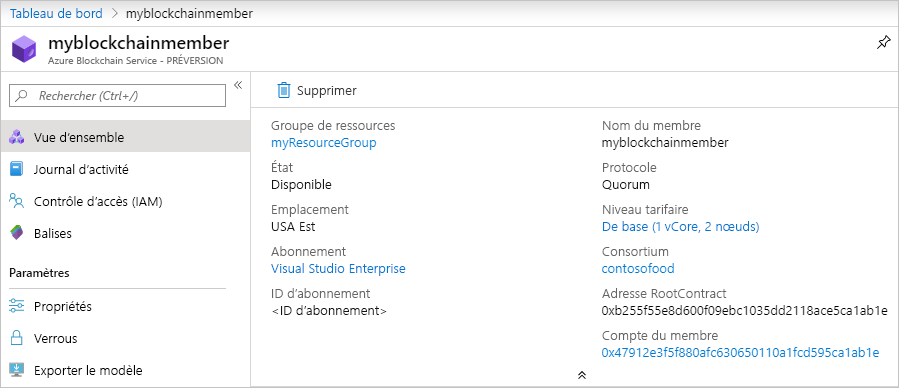 Tableau de bord > myblockchainmember
myblockchainmember
Azure Blockchain Service - PRÉVERSION
Rechercher (Ctrl+/)
«
Vue d'ensemble
Journal d'activité
Contrôle d'accès (IAM)
Balises
Paramètres
Propriétés
Verrous
Exporter le modèle
Supprimer
Groupe de ressources
myResourceGroup
État
Disponible
Emplacement
USA Est
Abonnement
Visual Studio Enterprise
ID d'abonnement
<ID d'abonnement>
Nom du membre
myblockchainmember
Protocole
Quorum
Niveau tarifaire
De base (1 vCore, 2 nœuds)
Consortium
contosofood
Adresse RootContract
0xb255f55e8d600f09ebc1035dd2118ace5ca1ab1e
Compte du membre
0x47912e3f5f880afc630650110a1fcd595ca1ab1e